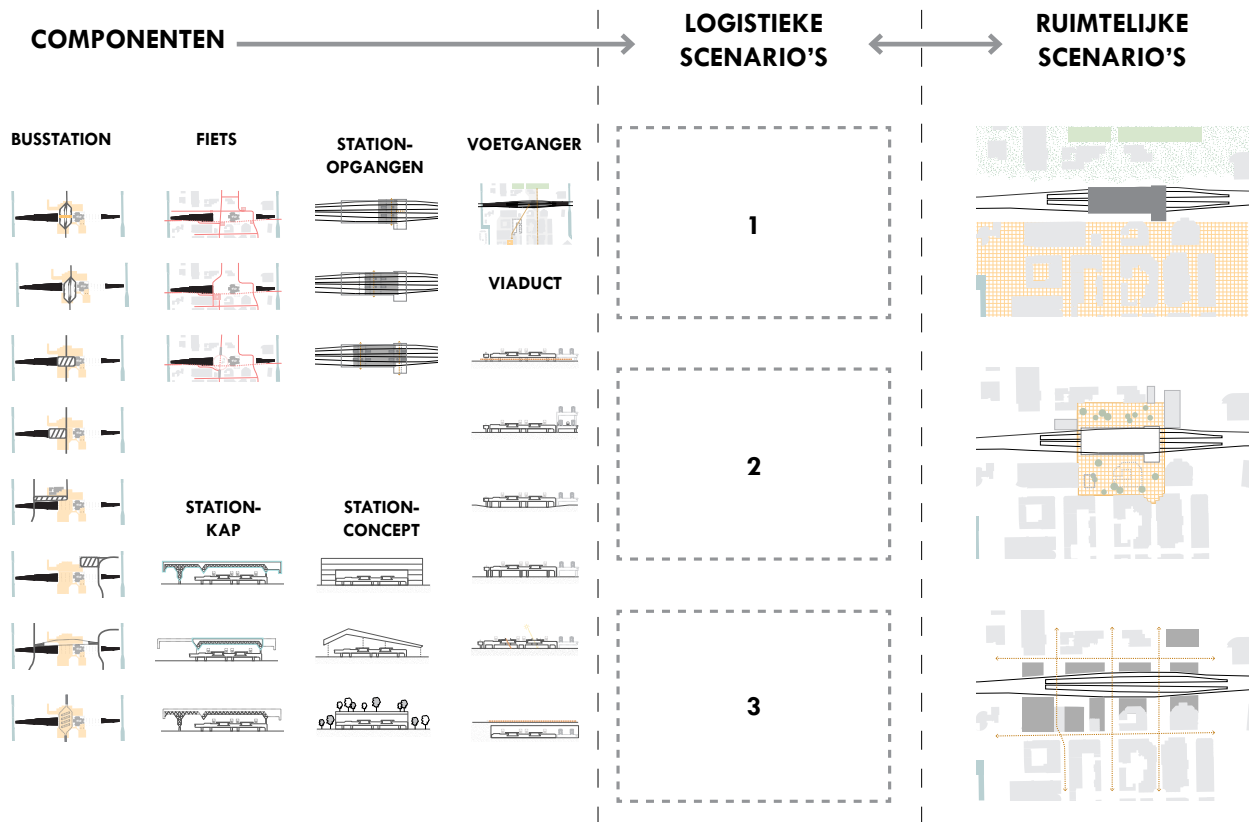 COMPONENTEN
LOGISTIEKE
SCENARIO'S
RUIMTELIJKE
SCENARIO'S
BUSSTATION
FIETS
STATION-
OPGANGEN
VOETGANGER
VIADUCT
STATION-
KAP
STATION-
CONCEPT
1
2
3